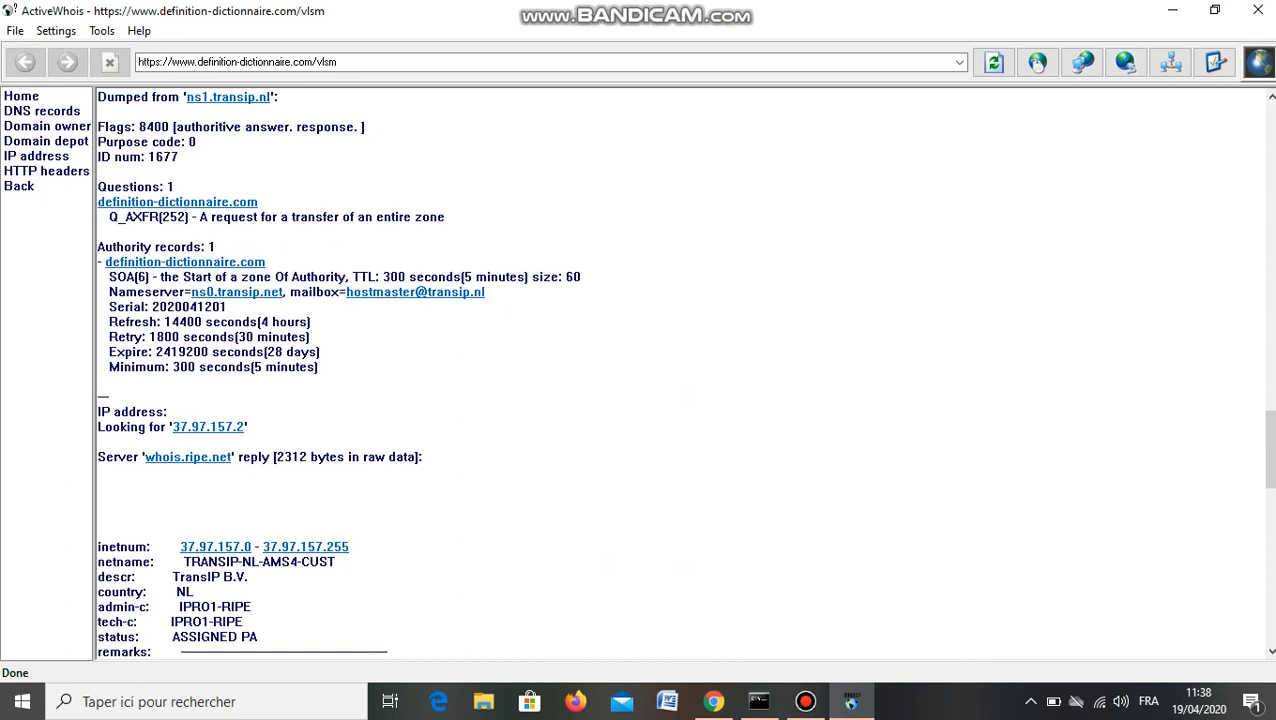 ActiveWhois - https://www.definition-dictionnaire.com/vlsm
www.BANDICAM.com
File Settings Tools Help
https://www.definition-dictionnaire.com/vlsm
Home
DNS records
Domain owner
Domain depot
IP address
HTTP headers
Back
Dumped from 'ns1.transip.nl':
Flags: 8400 [authoritive answer. response. ]
Purpose code: 0
ID num: 1677
Questions: 1
definition-dictionnaire.com
Q_AXFR(252) - A request for a transfer of an entire zone
Authority records: 1
- definition-dictionnaire.com
SOA(6) - the Start of a zone Of Authority, TTL: 300 seconds(5 minutes) size: 60
Nameserver=ns0.transip.net, mailbox=hostmaster@transip.nl
Serial: 2020041201
Refresh: 14400 seconds(4 hours)
Retry: 1800 seconds(30 minutes)
Expire: 2419200 seconds(28 days)
Minimum: 300 seconds(5 minutes)
IP address:
Looking for '37.97.157.2'
Server 'whois.ripe.net' reply [2312 bytes in raw data]:
inetnum: 37.97.157.0 - 37.97.157.255
netname: TRANSIP-NL-AMS4-CUST
descr: TransIP B.V.
country: NL
admin-c: IPRO1-RIPE
tech-c: IPRO1-RIPE
status: ASSIGNED PA
remarks:
Done
Taper ici pour rechercher
FRA
11:38
19/04/2020
1